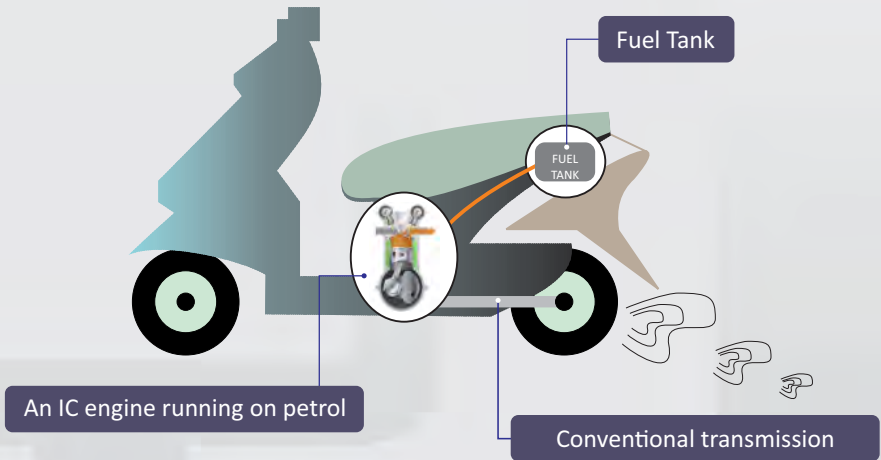 Fuel Tank
FUEL
TANK
An IC engine running on petrol
Conventional transmission